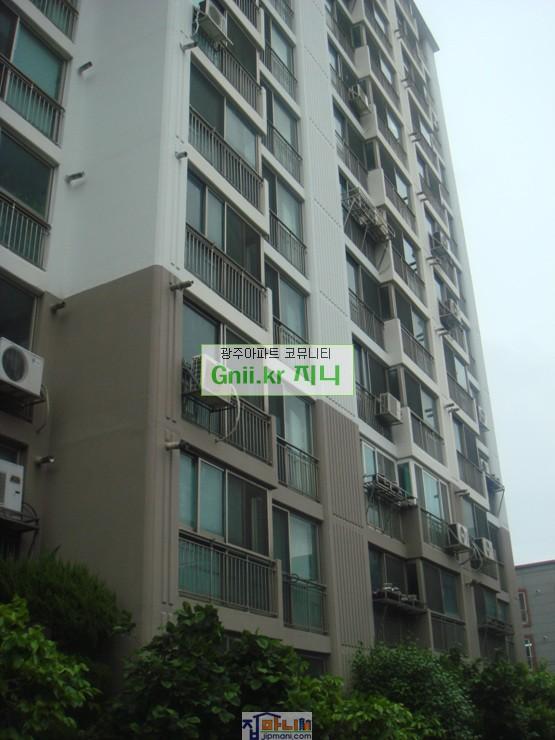 광주아파트 코뮤니티
Gnii.kr 지니
집마니
jipmani.com